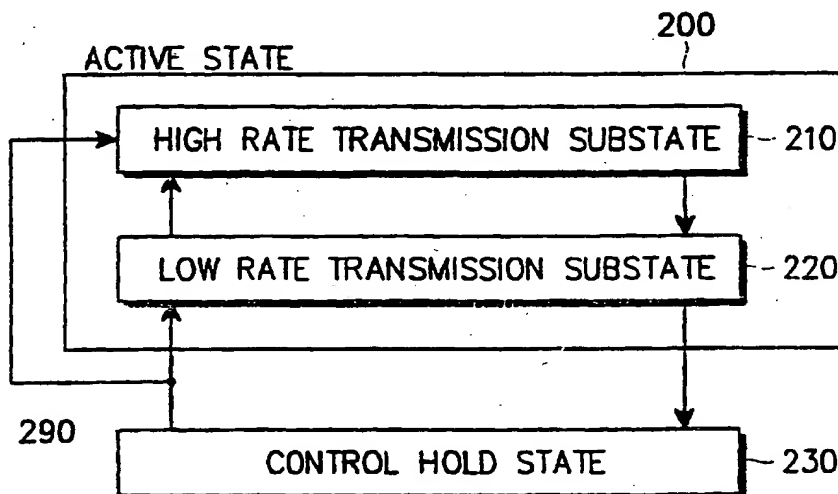 200
ACTIVE STATE
HIGH RATE TRANSMISSION SUBSTATE
210
LOW RATE TRANSMISSION SUBSTATE
220
290
CONTROL HOLD STATE
230